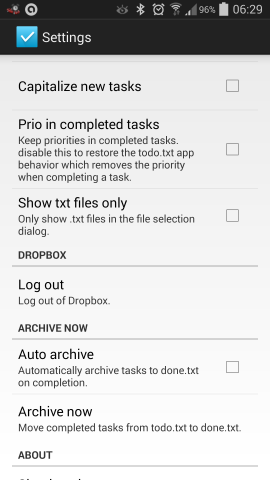 96% 06:29
Settings
Capitalize new tasks
Prio in completed tasks
Keep priorities in completed tasks.
disable this to restore the todo.txt app
behavior which removes the priority
when completing a task.
Show txt files only
Only show .txt files in the file selection
dialog.
DROPBOX
Log out
Log out of Dropbox.
ARCHIVE NOW
Auto archive
Automatically archive tasks to done.txt
on completion.
Archive now
Move completed tasks from todo.txt to done.txt.
ABOUT